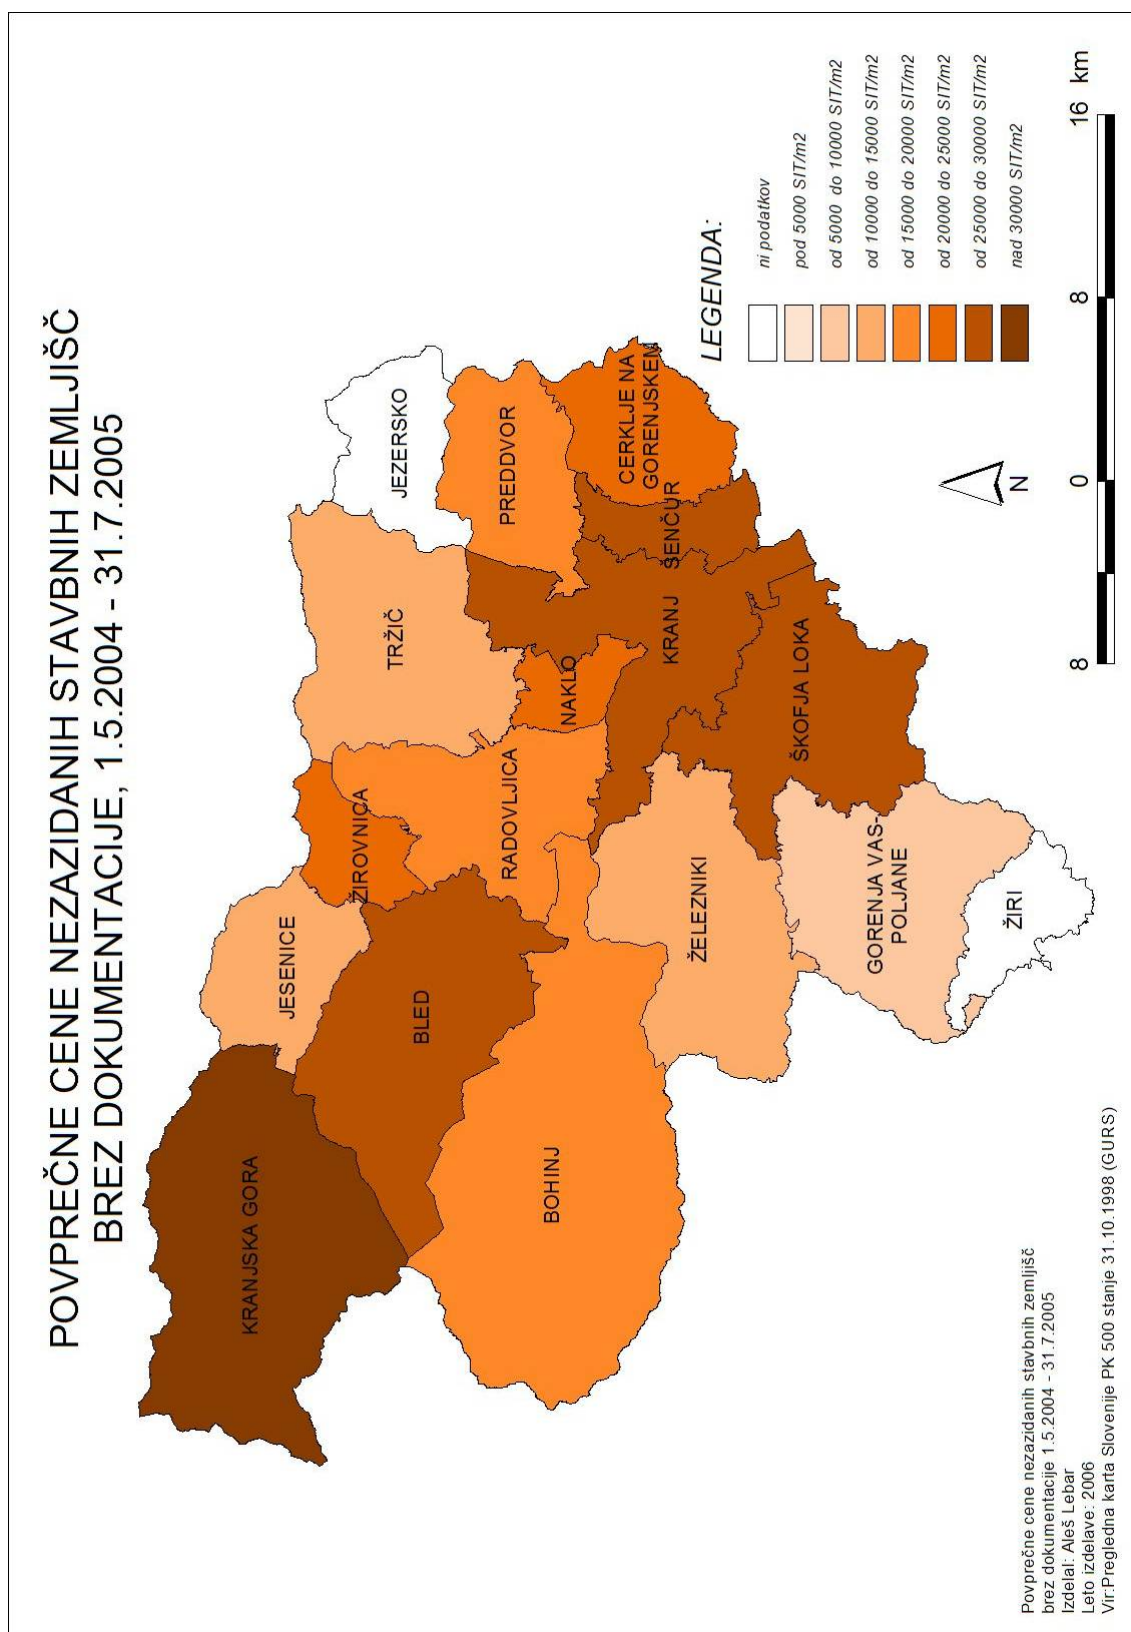 POVPREČNE CENE NEZAZIDANIH STAVBNIH ZEMLJIŠČ
BREZ DOKUMENTACIJE, 1.5.2004 - 31.7.2005
KRANJSKA GORA
JESENICE
ŽIROVNICA
TRŽIČ
JEZERSKO
BLED
RADOVLJICA
NAKLO
PREDDVOR
BOHINJ
KRANJ
ŠENČUR
CERKLJE NA
GORENJSKEM
ŽELEZNIKI
ŠKOFJA LOKA
GORENJA VAS-
POLJANE
ŽIRI
LEGENDA:
ni podatkov
pod 5000 SIT/m2
od 5000 do 10000 SIT/m2
od 10000 do 15000 SIT/m2
od 15000 do 20000 SIT/m2
od 20000 do 25000 SIT/m2
od 25000 do 30000 SIT/m2
nad 30000 SIT/m2
N
8 0 8 16 km
Povprečne cene nezazidanih stavbnih zemljišč
brez dokumentacije 1.5.2004 - 31.7.2005
Izdelal: Aleš Lebar
Leto izdelave: 2006
Vir:Pregledna karta Slovenije PK 500 stanje 31.10.1998 (GURS)